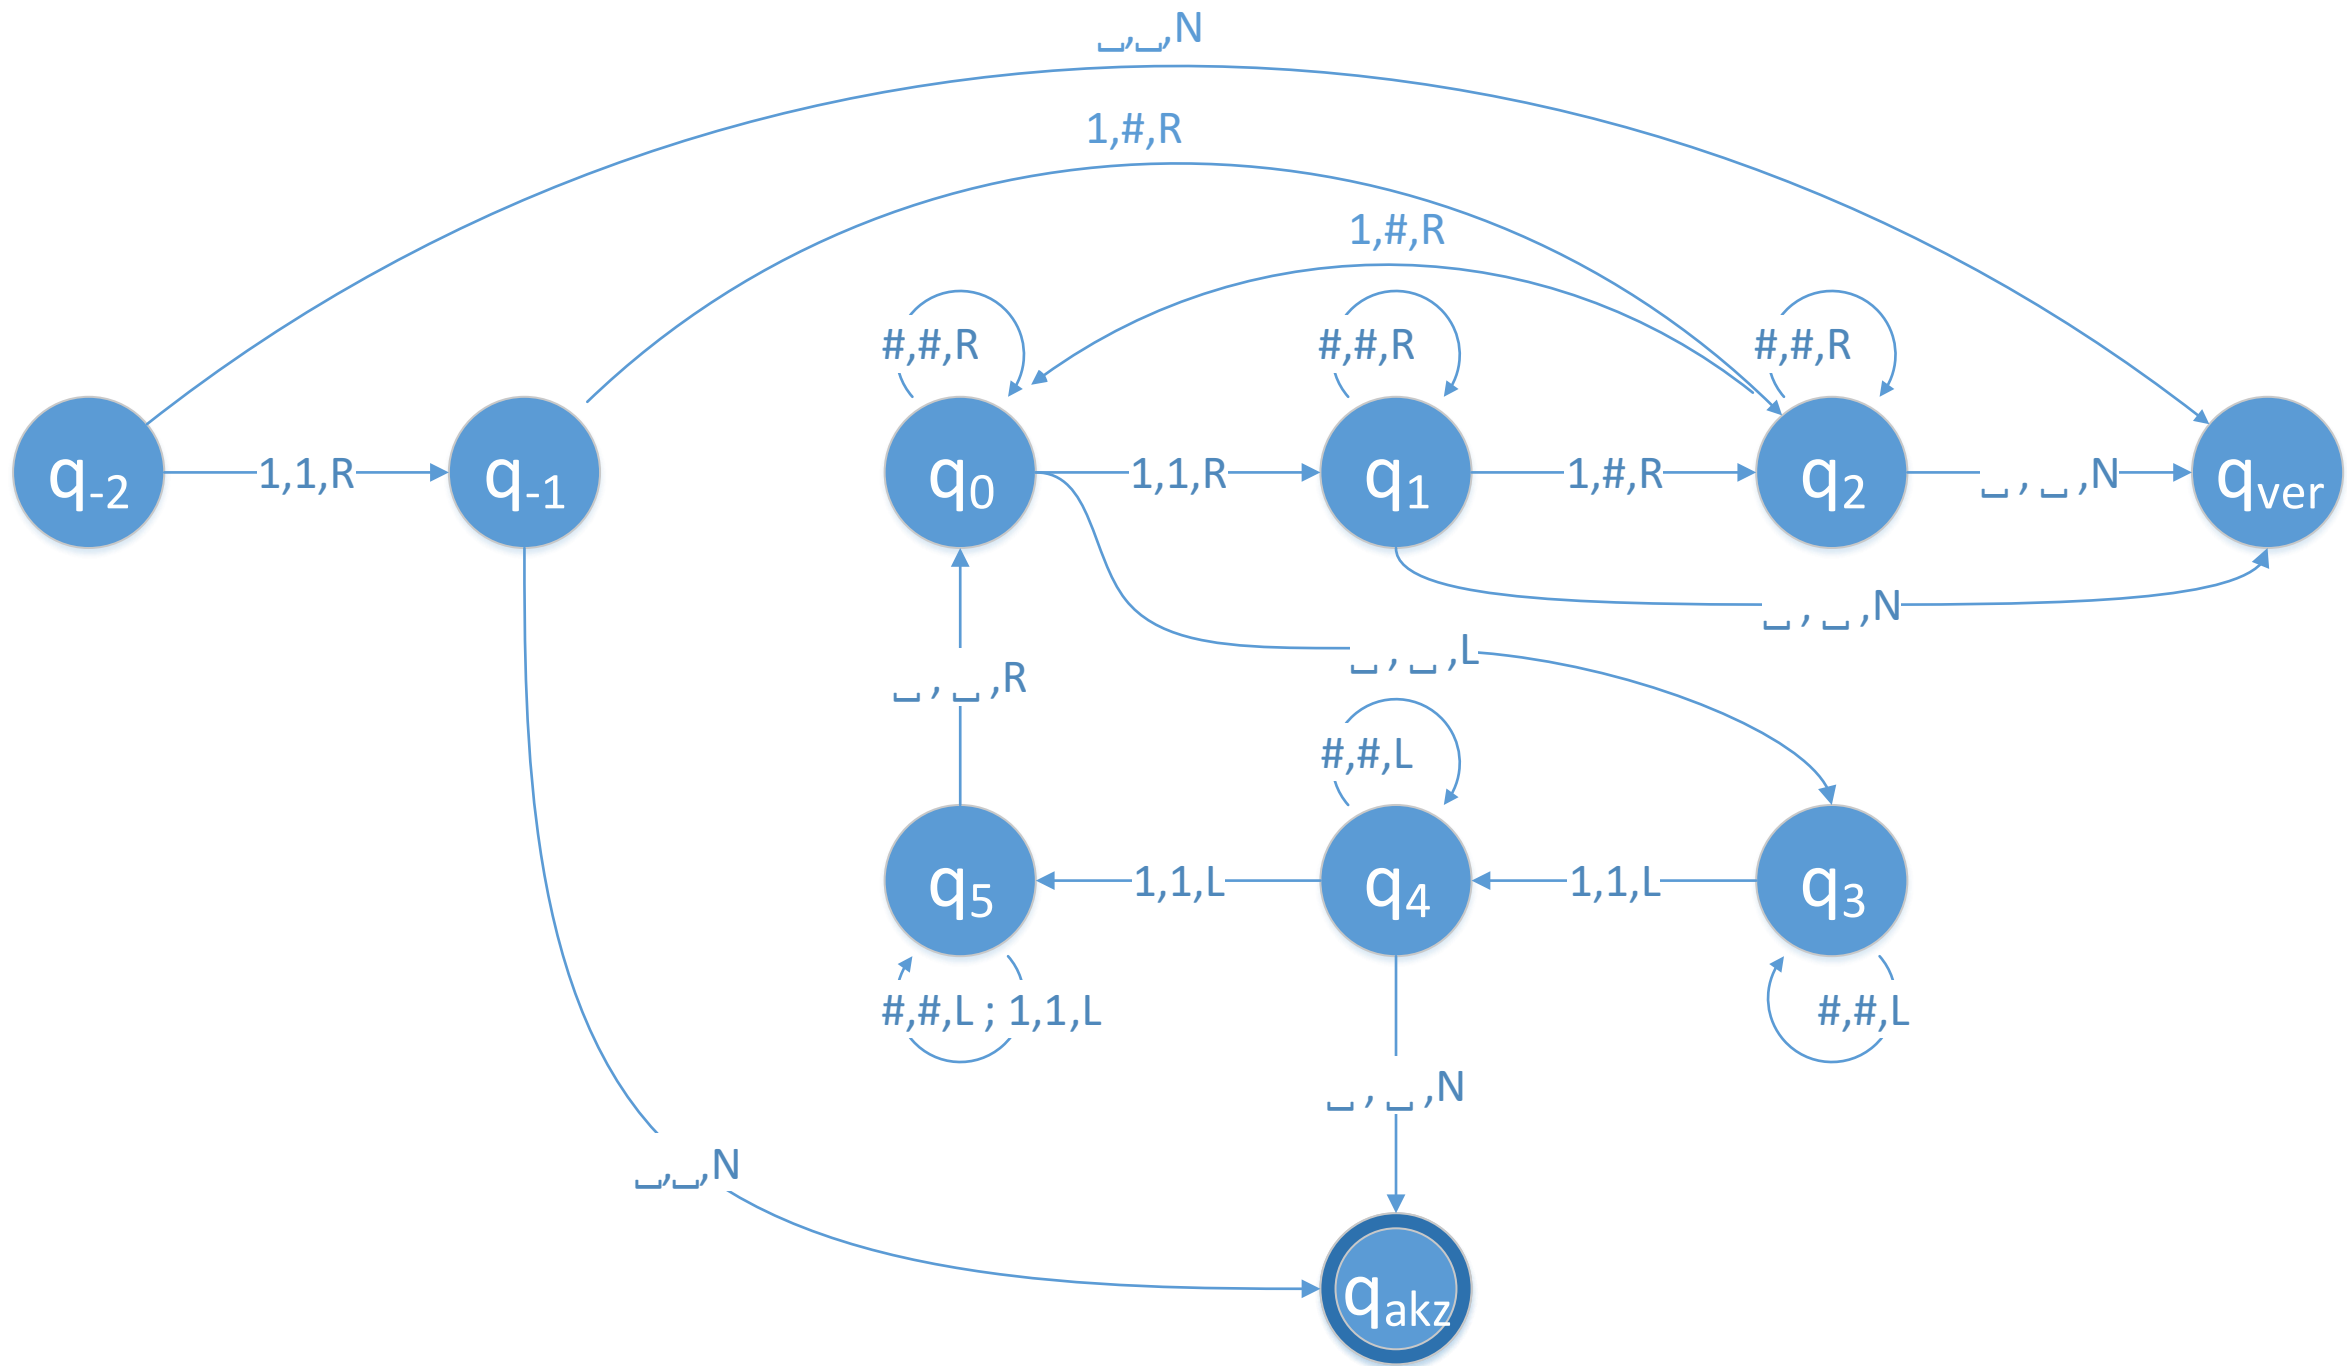 ␣,␣,N
1,#,R
1,#,R
#,#,R
#,#,R
#,#,R
q-2
1,1,R
q-1
q0
1,1,R
q1
1,#,R
q2
␣ , ␣ ,N
qver
␣ , ␣ ,N
␣ , ␣ ,L
␣ , ␣ ,R
#,#,L
q5
1,1,L
q4
1,1,L
q3
#,#,L ; 1,1,L
#,#,L
␣ , ␣ ,N
␣,␣,N
qakz